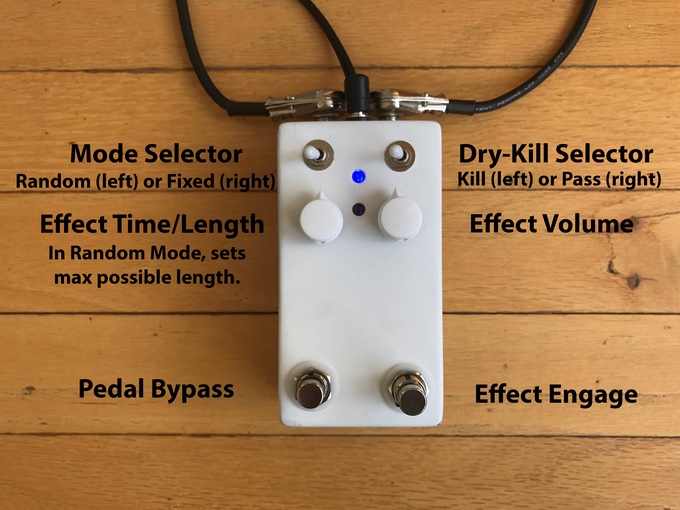 Mode Selector
Random (left) or Fixed (right)
Dry-Kill Selector
Kill (left) or Pass (right)
Effect Time/Length
In Random Mode, sets
max possible length.
Effect Volume
Pedal Bypass
Effect Engage